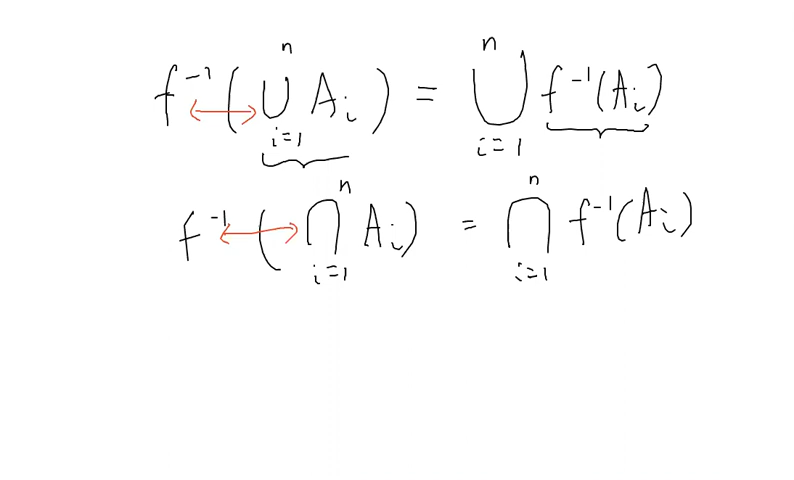 f⁻¹(⋃ᵢ₌₁ⁿ Aᵢ) = ⋃ᵢ₌₁ⁿ f⁻¹(Aᵢ)
f⁻¹(⋂ᵢ₌₁ⁿ Aᵢ) = ⋂ᵢ₌₁ⁿ f⁻¹(Aᵢ)